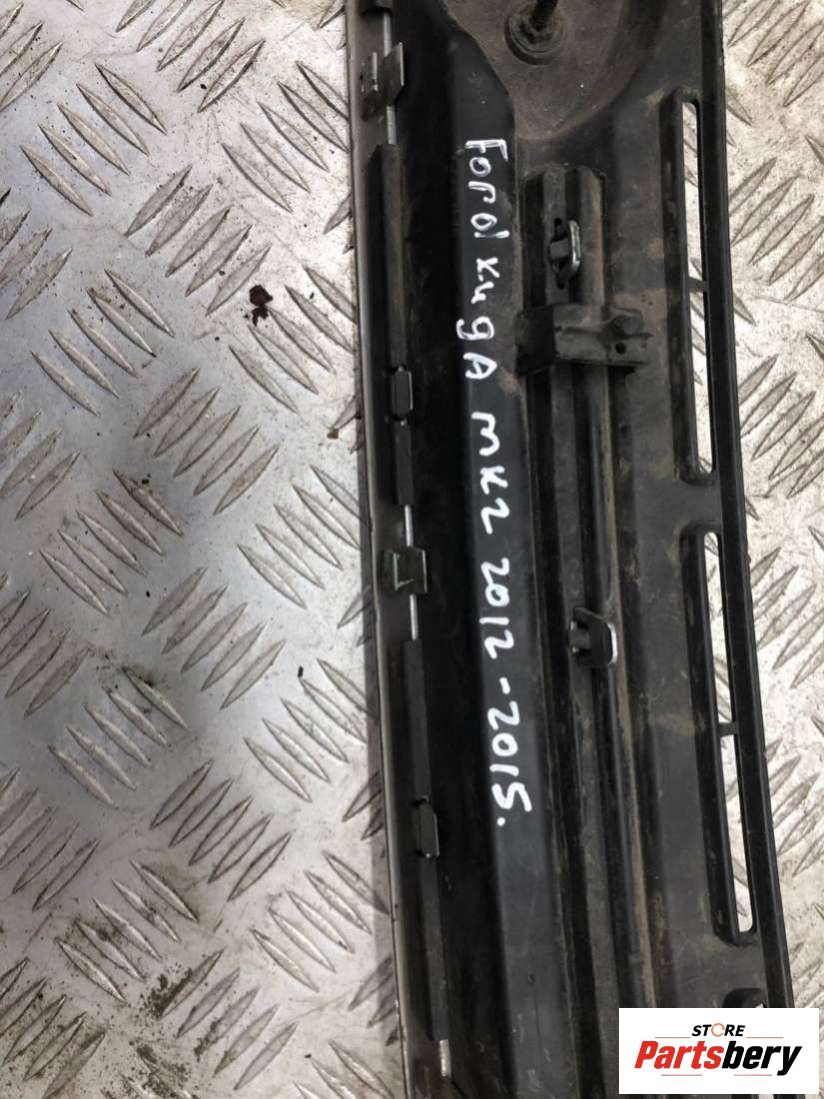 Ford kugA mk2 2012-2015.
STORE
Partsbery